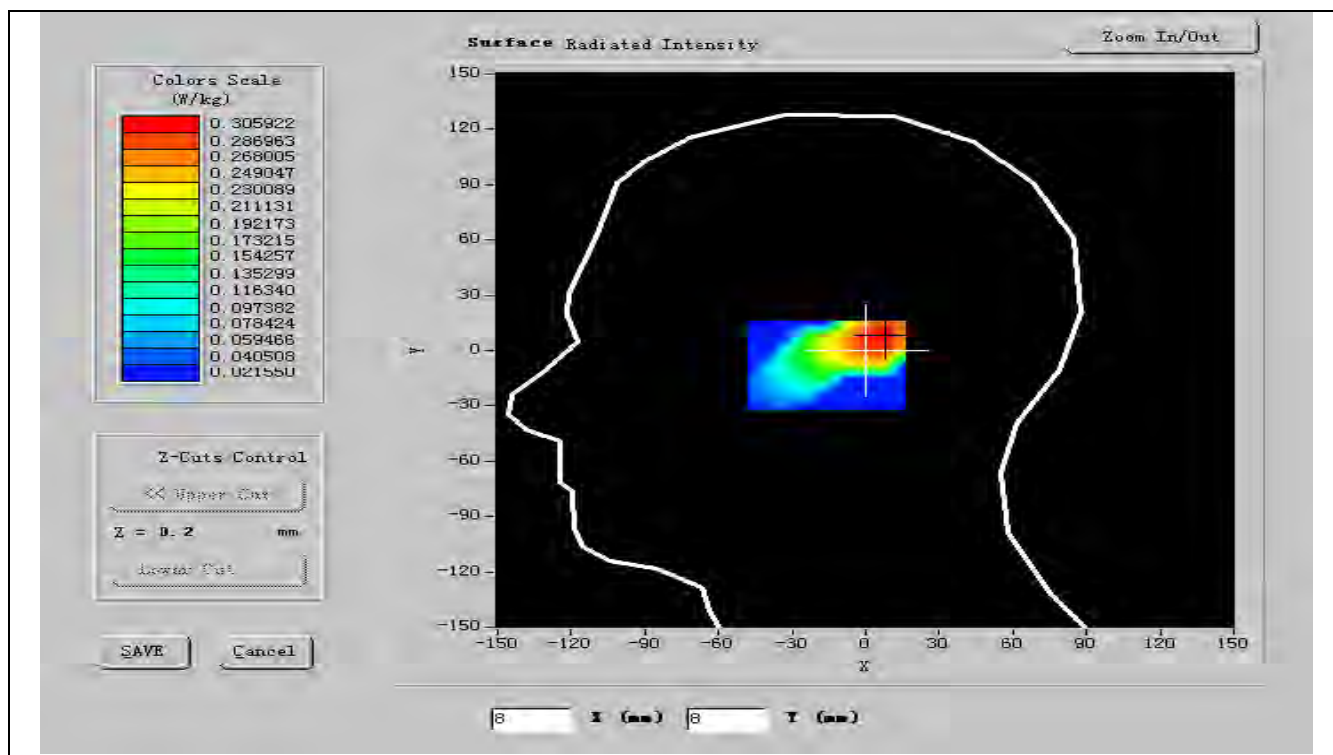 Surface Radiated Intensity
Zoom In/Out
Colors Scale
(W/kg)
0.305922
0.286963
0.268005
0.249047
0.230089
0.211131
0.192173
0.173215
0.154257
0.135299
0.116340
0.097382
0.078424
0.059466
0.040508
0.021550
Z-Cuts Control
<< Upper Cut
Z = 0.2 mm
Lower Cut
SAVE
Cancel
150
120
90
60
30
0
-30
-60
-90
-120
-150
Y
-150 -120 -90 -60 -30 0 30 60 90 120 150
X
8 X (mm) 8 Y (mm)